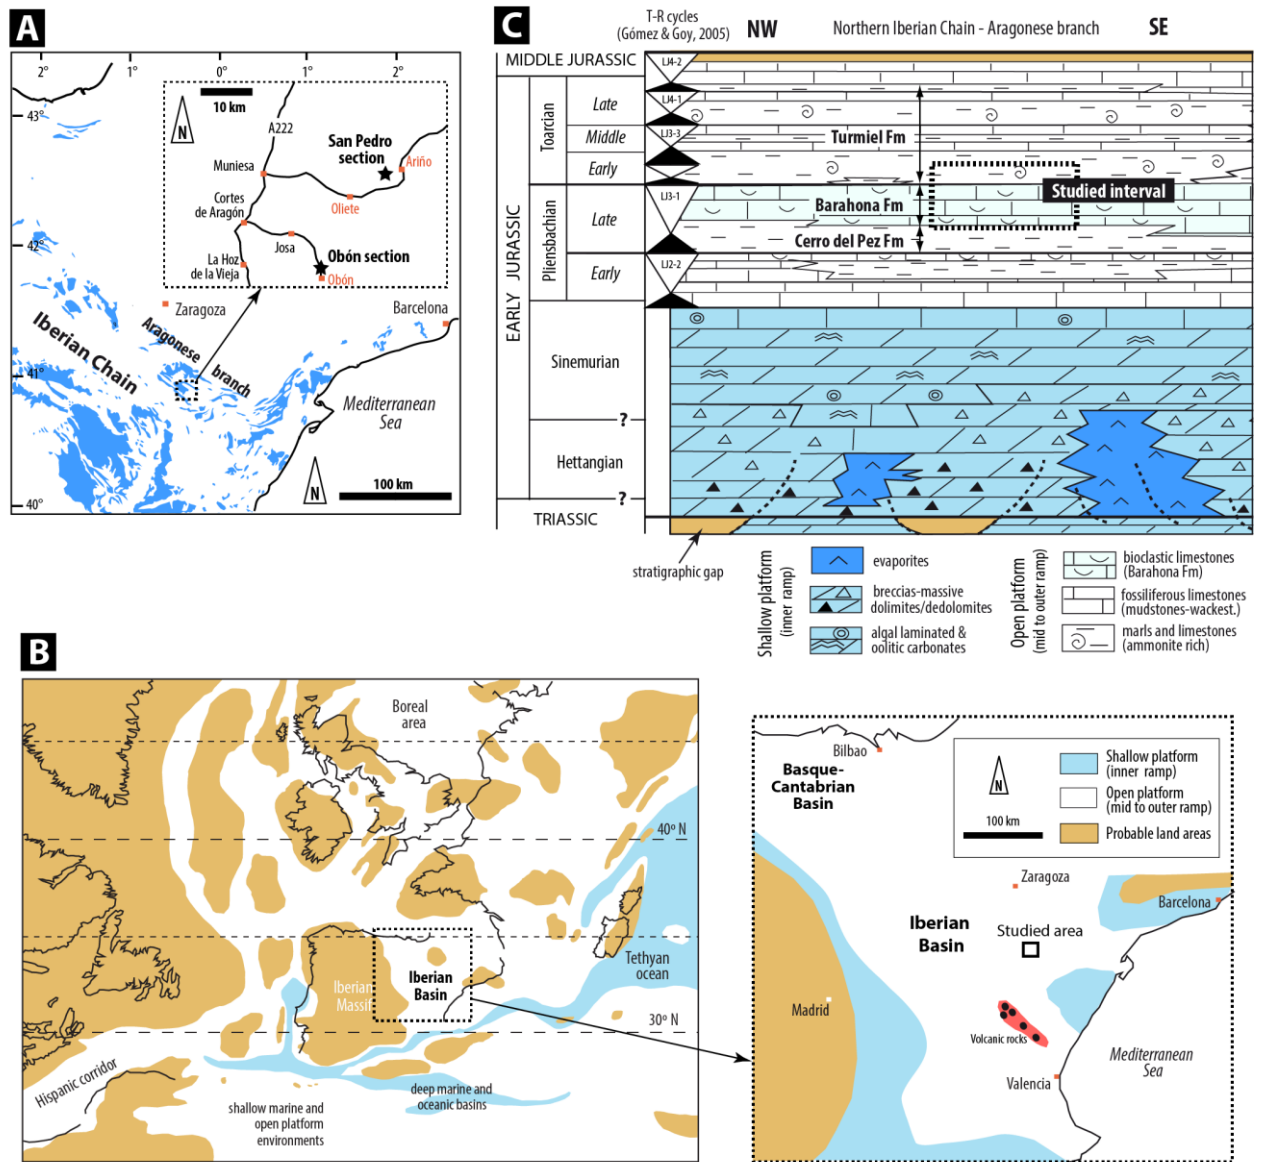 A
2°
1°
0°
1°
2°
43°
42°
41°
40°
10 km
N
A222
San Pedro
section
Ariño
Muniesa
Oliete
Cortes
de Aragón
Josa
Obón section
La Hoz
de la Vieja
Obón
Zaragoza
Barcelona
Iberian Chain
Aragonese
branch
Mediterranean
Sea
N
100 km
C
T-R cycles
(Gómez & Goy, 2005)
NW
Northern Iberian Chain - Aragonese branch
SE
MIDDLE JURASSIC
EARLY JURASSIC
Toarcian
Late
Middle
Early
Pliensbachian
Late
Early
Sinemurian
?
Hettangian
?
TRIASSIC
LJ4-2
LJ4-1
LJ3-3
LJ3-1
LJ2-2
Turmiel Fm
Studied interval
Barahona Fm
Cerro del Pez Fm
stratigraphic gap
Shallow platform
(inner ramp)
evaporites
breccias-massive
dolimites/dedolomites
algal laminated &
oolitic carbonates
Open platform
(mid to outer ramp)
bioclastic limestones
(Barahona Fm)
fossiliferous limestones
(mudstones-wackest.)
marls and limestones
(ammonite rich)
B
Boreal
area
40º N
Tethyan
ocean
Iberian
Massif
Iberian
Basin
30º N
Hispanic corridor
shallow marine and
open platform
environments
deep marine and
oceanic basins
Bilbao
Basque-
Cantabrian
Basin
N
100 km
Shallow platform
(inner ramp)
Open platform
(mid to outer ramp)
Probable land areas
Zaragoza
Barcelona
Iberian
Basin
Studied area
Madrid
Volcanic rocks
Valencia
Mediterranean
Sea